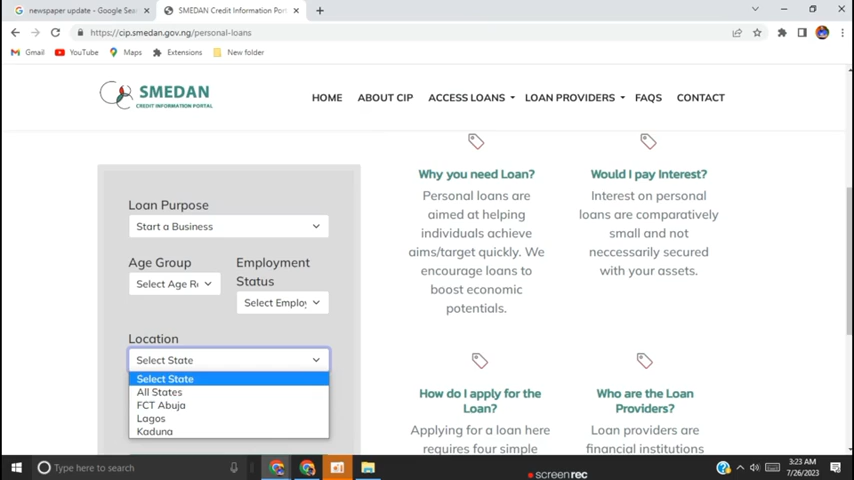 newspaper update - Google Sea
SMEDAN Credit Information Port
https://cip.smedan.gov.ng/personal-loans
Gmail
YouTube
Maps
Extensions
New folder
SMEDAN
CREDIT INFORMATION PORTAL
HOME
ABOUT CIP
ACCESS LOANS
LOAN PROVIDERS
FAQS
CONTACT
Loan Purpose
Start a Business
Age Group
Select Age R
Employment
Status
Select Employ
Location
Select State
Select State
All States
FCT Abuja
Lagos
Kaduna
Why you need Loan?
Personal loans are
aimed at helping
individuals achieve
aims/target quickly. We
encourage loans to
boost economic
potentials.
Would I pay Interest?
Interest on personal
loans are comparatively
small and not
neccessarily secured
with your assets.
How do I apply for the
Loan?
Applying for a loan here
requires four simple
Who are the Loan
Providers?
Loan providers are
financial institutions
Type here to search
screenrec
3:23 AM
7/26/2023